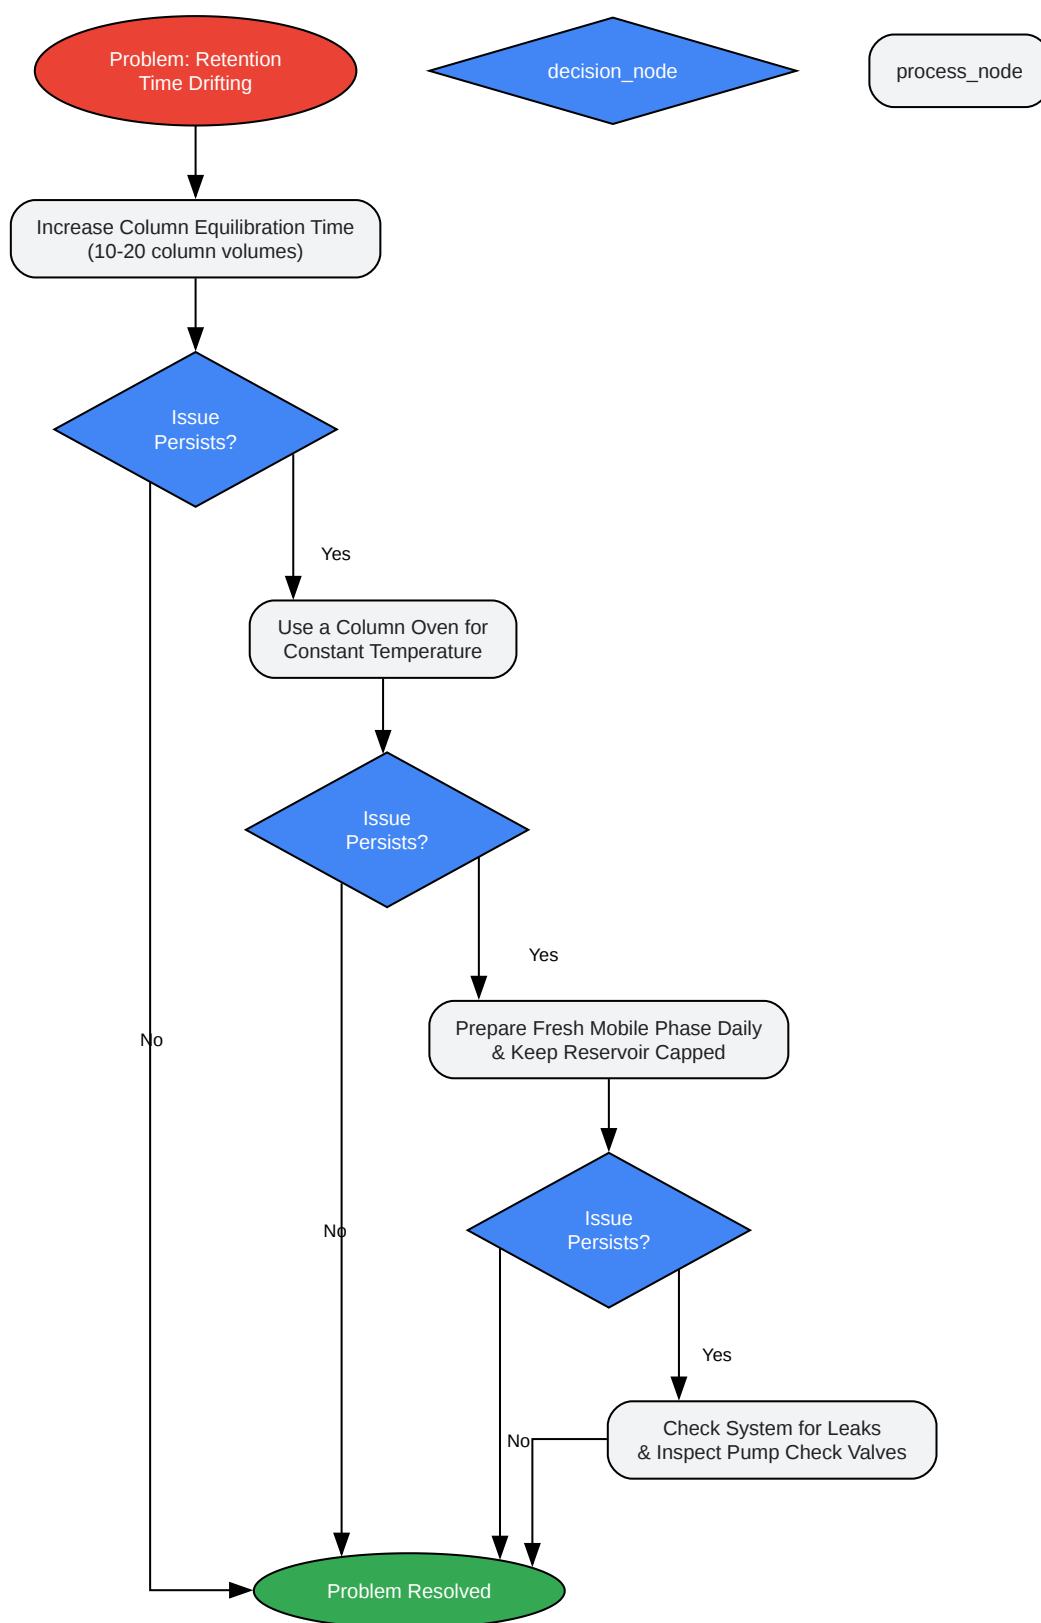 Problem: Retention
Time Drifting
decision_node
process_node
Increase Column Equilibration Time
(10-20 column volumes)
Issue
Persists?
Yes
Use a Column Oven for
Constant Temperature
Issue
Persists?
Yes
Prepare Fresh Mobile Phase Daily
& Keep Reservoir Capped
No
Issue
Persists?
No
Yes
Check System for Leaks
& Inspect Pump Check Valves
No
Problem Resolved